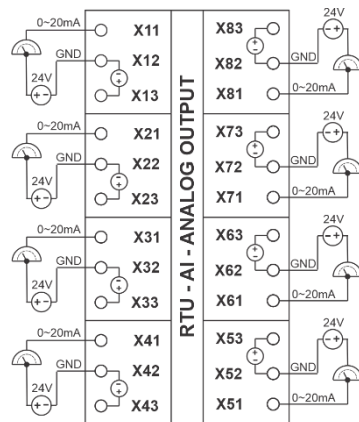 0~20mA X11
GND X12
24V X13
0~20mA X21
GND X22
24V X23
0~20mA X31
GND X32
24V X33
0~20mA X41
GND X42
24V X43
RTU - AI - ANALOG OUTPUT
X83 24V
X82 GND
X81 0~20mA
X73 24V
X72 GND
X71 0~20mA
X63 24V
X62 GND
X61 0~20mA
X53 24V
X52 GND
X51 0~20mA